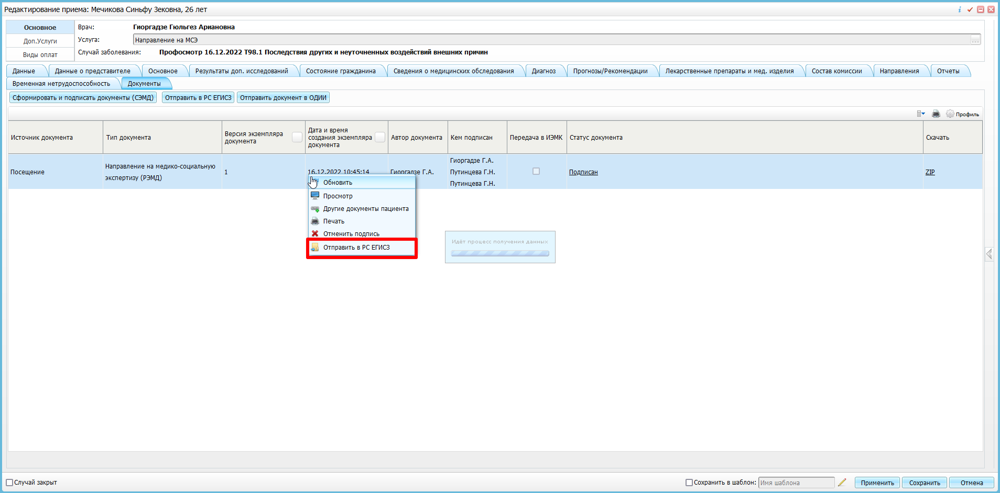 Редактирование приема: Мечикова Синьфу Зековна, 26 лет
Основное
Доп.Услуги
Виды оплат
Врач: Гиоргадзе Гюльгез Ариановна
Услуга: Направление на МСЭ ...
Случай заболевания: Профосмотр 16.12.2022 T98.1 Последствия других и неуточненных воздействий внешних причин
Данные Данные о представителе Основное Результаты доп. исследований Состояние гражданина Сведения о медицинских обследования Диагноз Прогнозы/Рекомендации Лекарственные препараты и мед. изделия Состав комиссии Направления Отчеты
Временная нетрудоспособность Документы
Сформировать и подписать документы (СЭМД) Отправить в РС ЕГИСЗ Отправить документ в ОДИИ
Профиль
Источник документа
Тип документа
Версия экземпляра
документа
Дата и время
создания экземпляра
документа
Автор документа
Кем подписан
Передача в ИЭМК
Статус документа
Скачать
Посещение
Направление на медико-социальную
экспертизу (РЭМД)
1
16.12.2022 10:45:14
Гиоргадзе Г.А.
Гиоргадзе Г.А.
Путинцева Г.Н.
Путинцева Г.Н.
Подписан
ZIP
Обновить
Просмотр
Другие документы пациента
Печать
Отменить подпись
Отправить в РС ЕГИСЗ
Идёт процесс получения данных
Случай закрыт
Сохранить в шаблон: Имя шаблона
Применить Сохранить Отмена